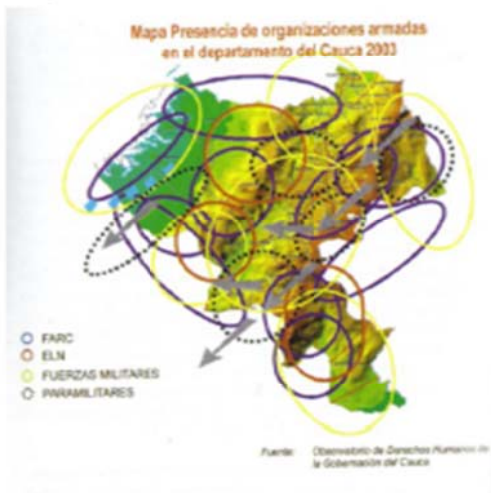 Mapa Presencia de organizaciones armadas
en el departamento del Cauca 2003
FARC
ELN
FUERZAS MILITARES
PARAMILITARES
Fuente: Observatorio de Derechos Humanos de
la Gobernación del Cauca